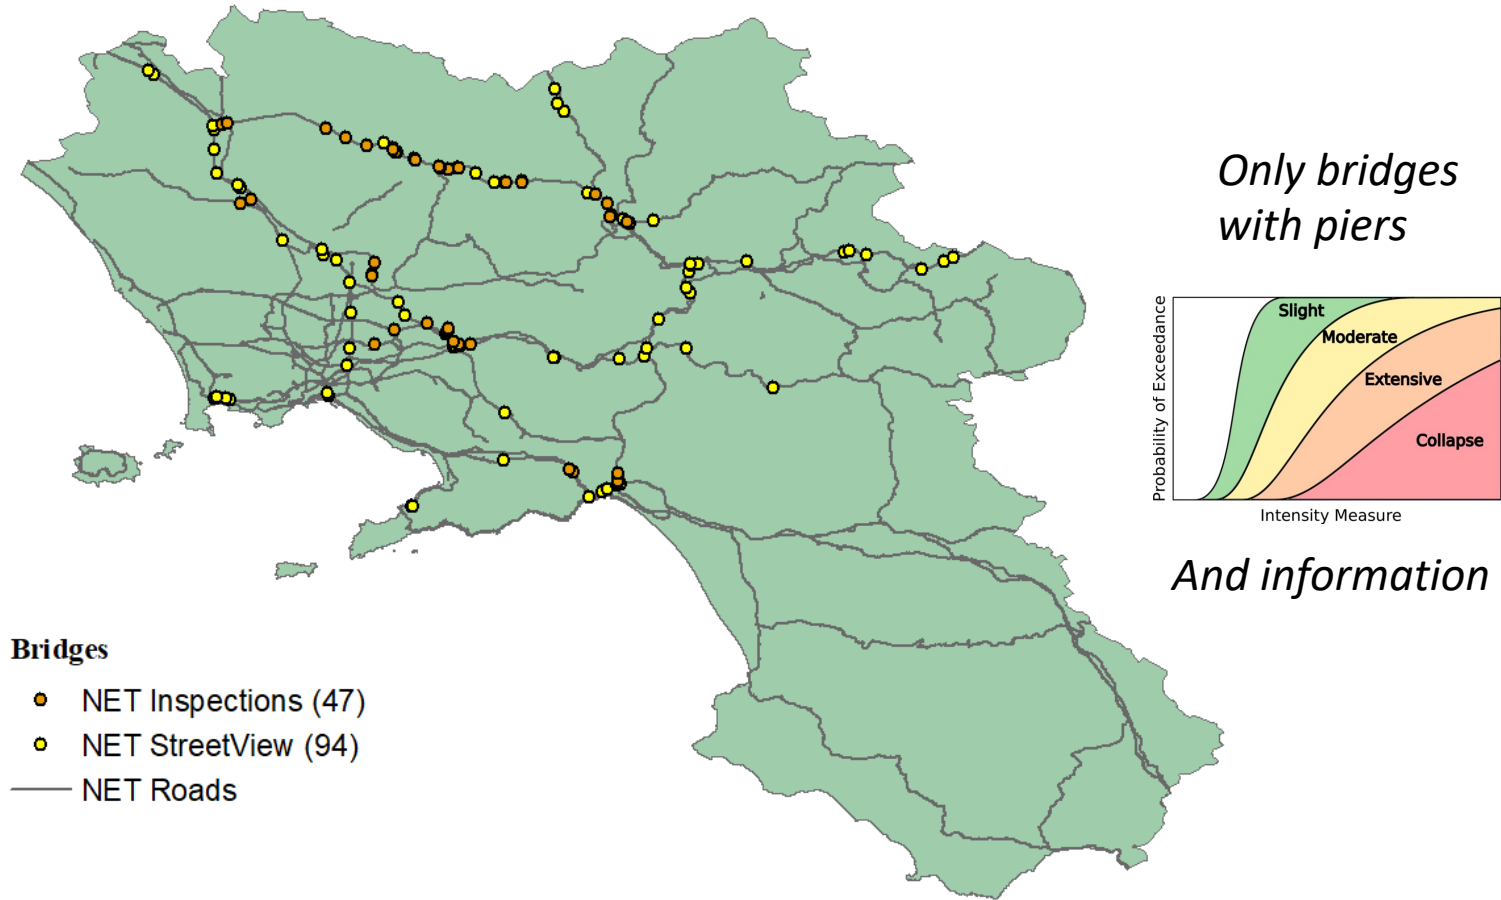 Only bridges
with piers
Probability of Exceedance
Slight
Moderate
Extensive
Collapse
Intensity Measure
And information
Bridges
NET Inspections (47)
NET StreetView (94)
NET Roads